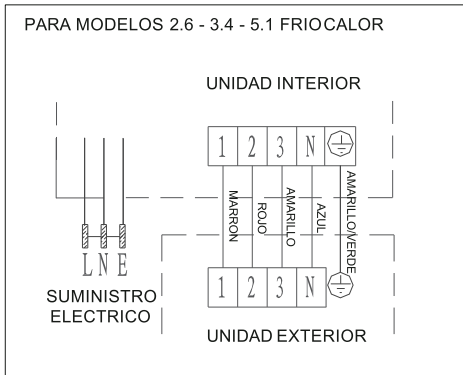 PARA MODELOS 2.6 - 3.4 - 5.1 FRIOCALOR
UNIDAD INTERIOR
1 2 3 N
MARRON
ROJO
AMARILLO
AZUL
AMARILLO/VERDE
L N E
SUMINISTRO
ELECTRICO
1 2 3 N
UNIDAD EXTERIOR